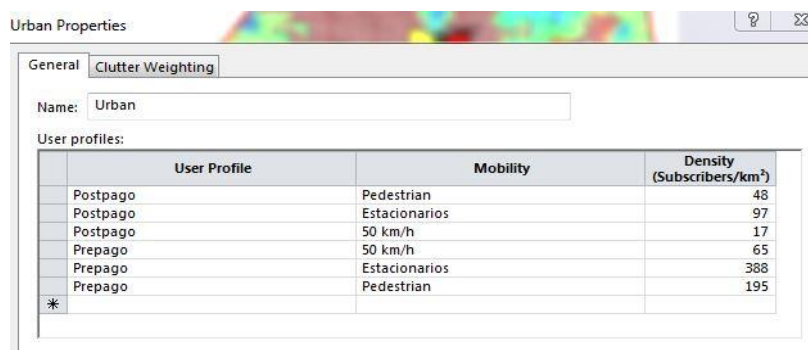 Urban Properties
General Clutter Weighting
Name: Urban
User profiles:
User Profile Mobility Density (Subscribers/km²)
Postpago Pedestrian 48
Postpago Estacionarios 97
Postpago 50 km/h 17
Prepago 50 km/h 65
Prepago Estacionarios 388
Prepago Pedestrian 195